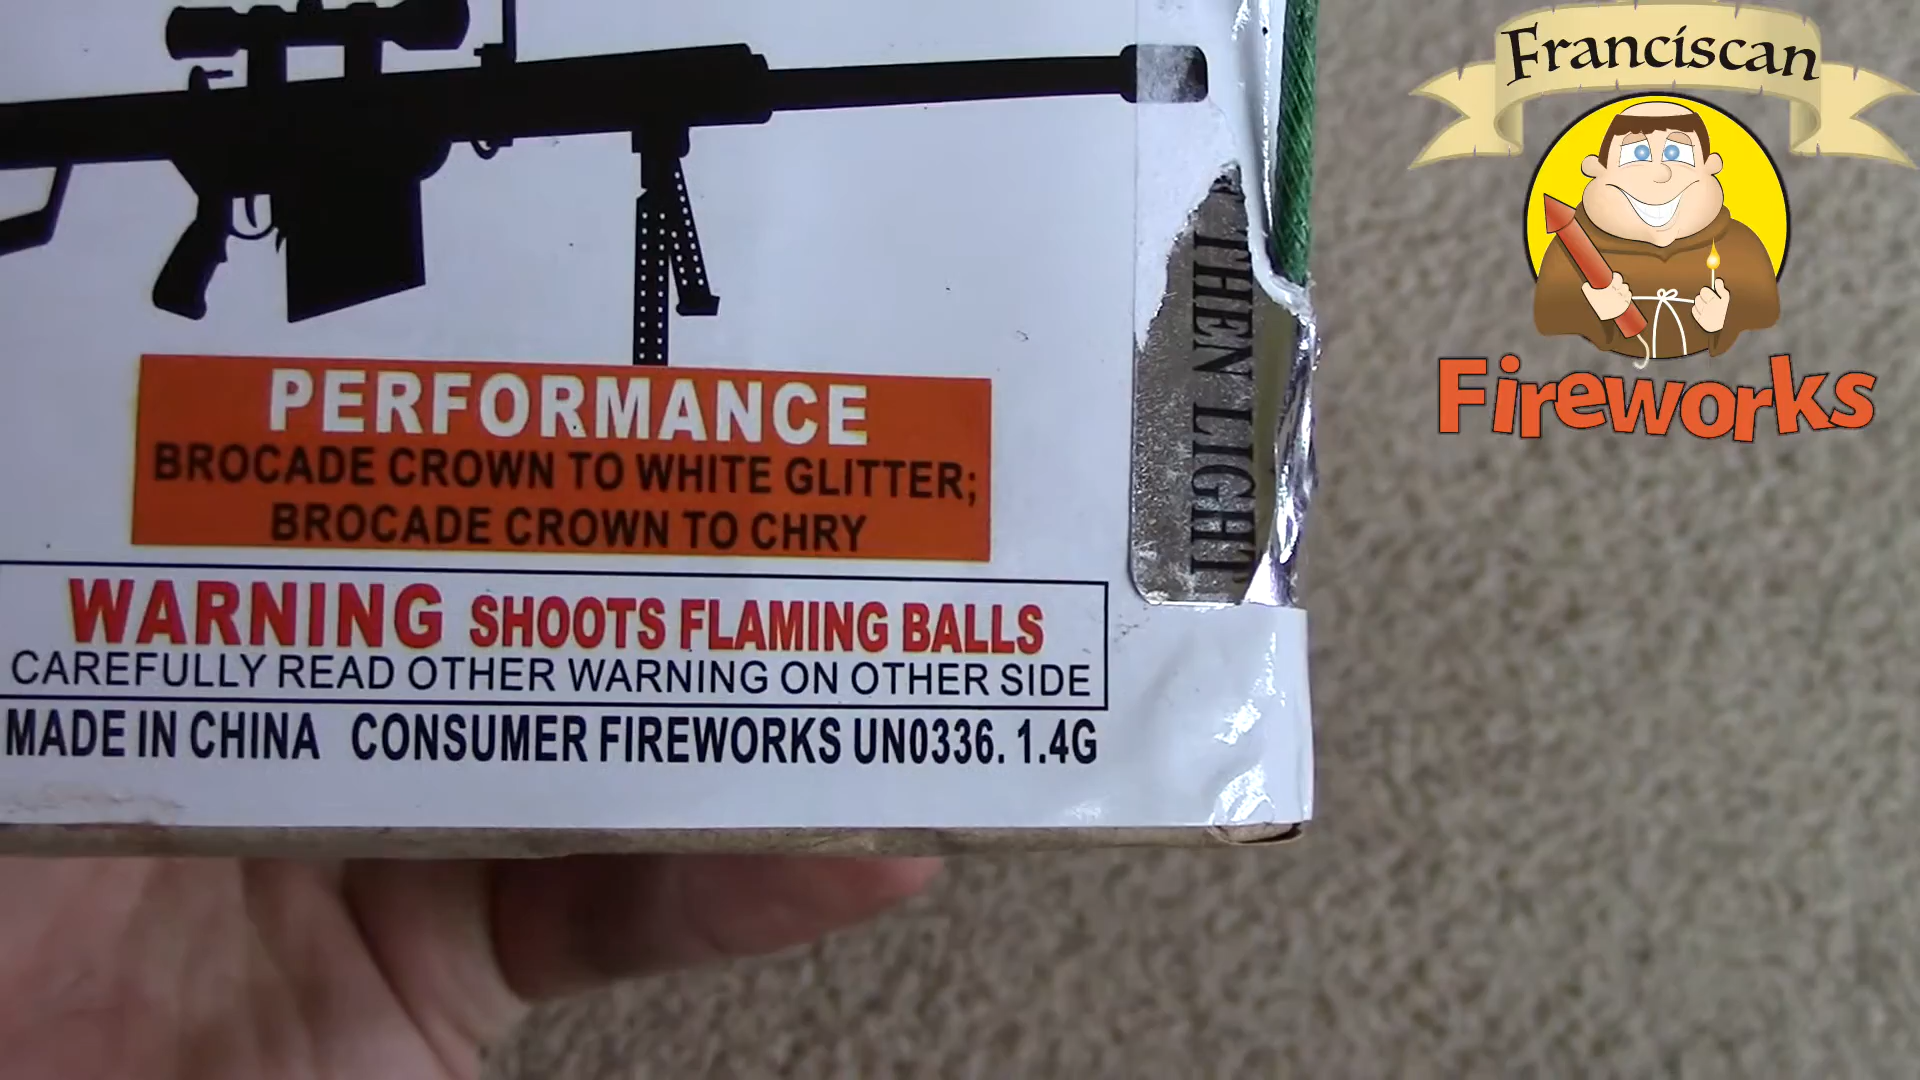 Franciscan
Fireworks
THEN LIGHT
PERFORMANCE
BROCADE CROWN TO WHITE GLITTER;
BROCADE CROWN TO CHRY
WARNING SHOOTS FLAMING BALLS
CAREFULLY READ OTHER WARNING ON OTHER SIDE
MADE IN CHINA CONSUMER FIREWORKS UN0336. 1.4G